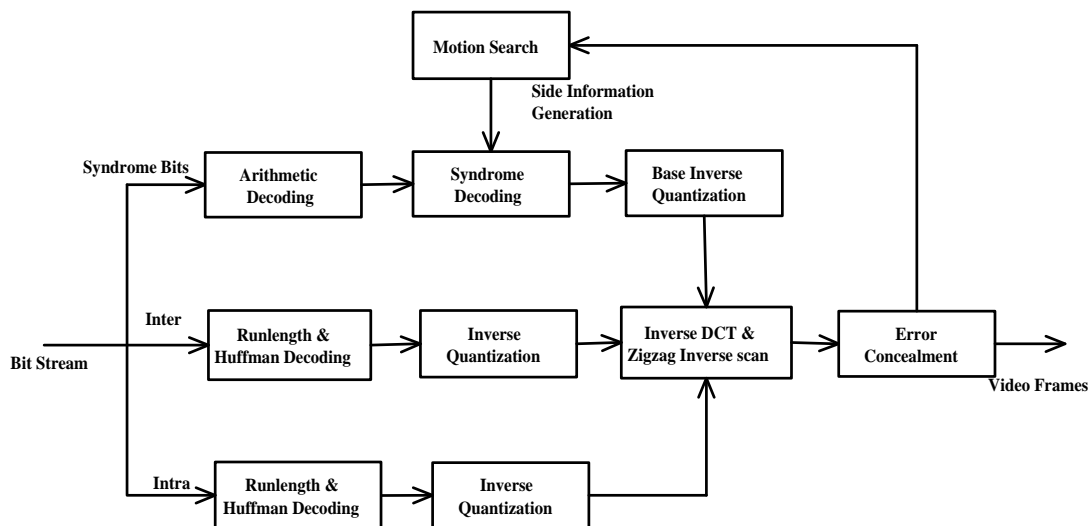 Motion Search
Side Information
Generation
Syndrome Bits
Arithmetic
Decoding
Syndrome
Decoding
Base Inverse
Quantization
Inter
Bit Stream
Runlength &
Huffman Decoding
Inverse
Quantization
Inverse DCT &
Zigzag Inverse scan
Error
Concealment
Video Frames
Intra
Runlength &
Huffman Decoding
Inverse
Quantization